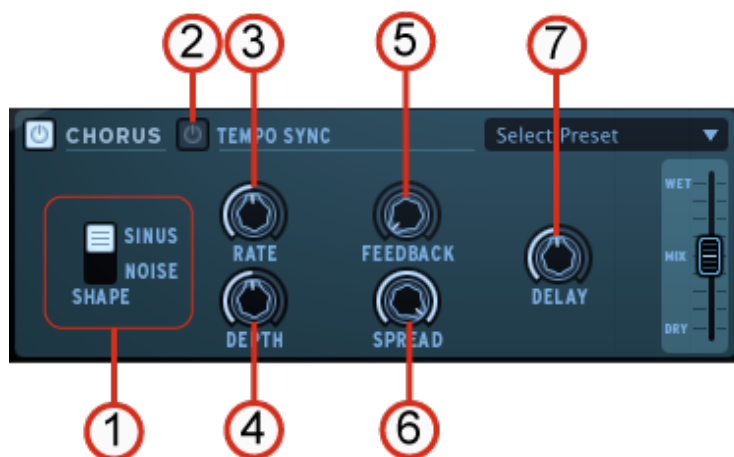 2 3 5 7
CHORUS TEMPO SYNC Select Preset
WET
SINUS
NOISE
SHAPE
RATE FEEDBACK
MIX
DELAY
DEPTH SPREAD
DRY
1 4 6